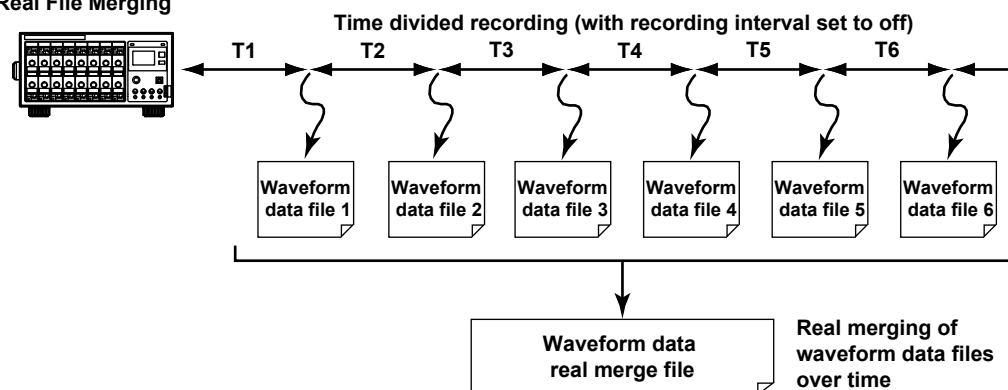 Real File Merging
Time divided recording (with recording interval set to off)
T1 T2 T3 T4 T5 T6
Waveform data file 1
Waveform data file 2
Waveform data file 3
Waveform data file 4
Waveform data file 5
Waveform data file 6
Waveform data
real merge file
Real merging of
waveform data files
over time